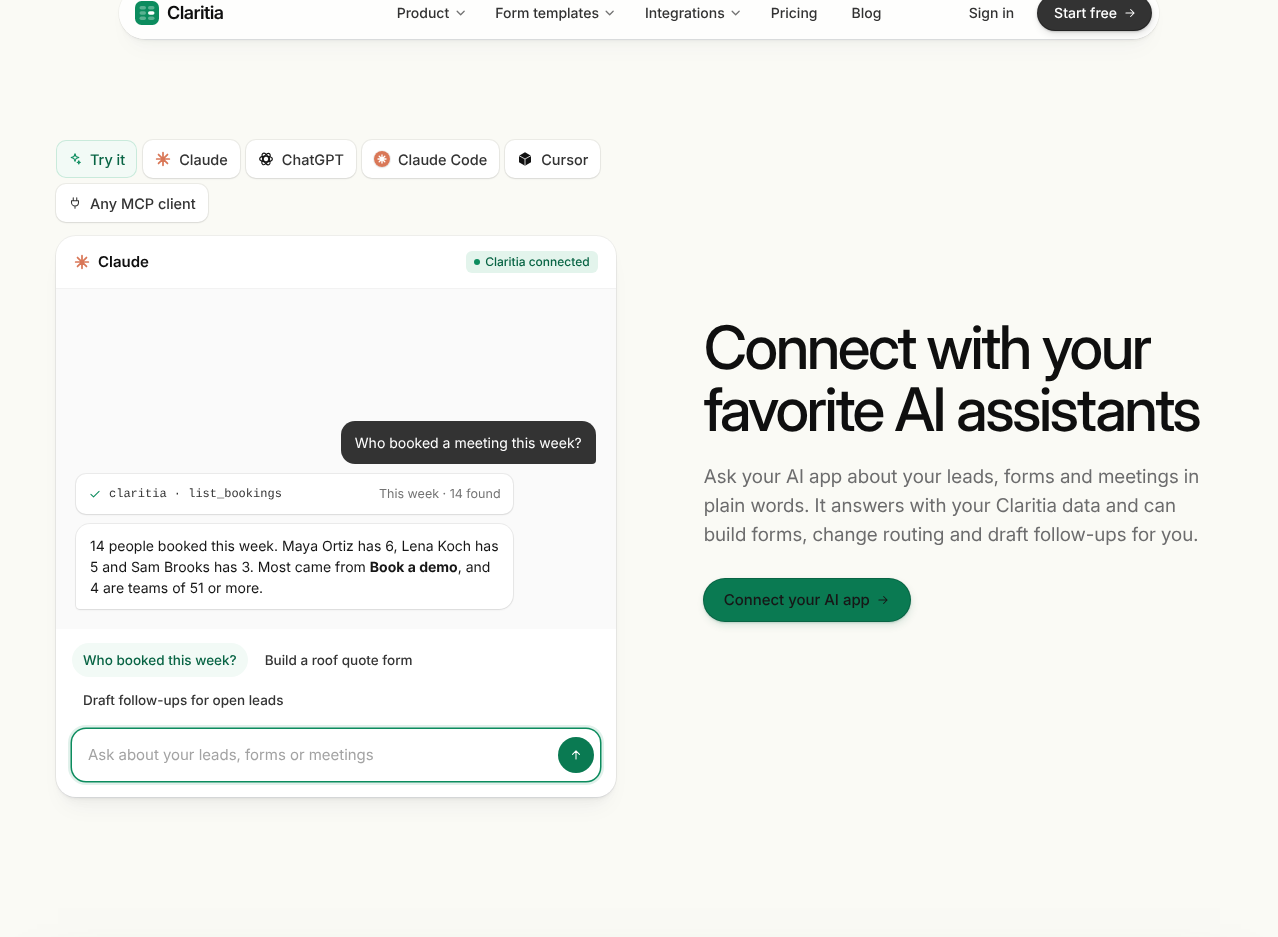 Claritia
Product
Form templates
Integrations
Pricing
Blog
Sign in
Start free →
Try it
Claude
ChatGPT
Claude Code
Cursor
Any MCP client
Claude
Claritia connected
Who booked a meeting this week?
claritia · list_bookings
This week · 14 found
14 people booked this week. Maya Ortiz has 6, Lena Koch has
5 and Sam Brooks has 3. Most came from Book a demo, and
4 are teams of 51 or more.
Who booked this week?
Build a roof quote form
Draft follow-ups for open leads
Ask about your leads, forms or meetings
Connect with your
favorite AI assistants
Ask your AI app about your leads, forms and meetings in
plain words. It answers with your Claritia data and can
build forms, change routing and draft follow-ups for you.
Connect your AI app →